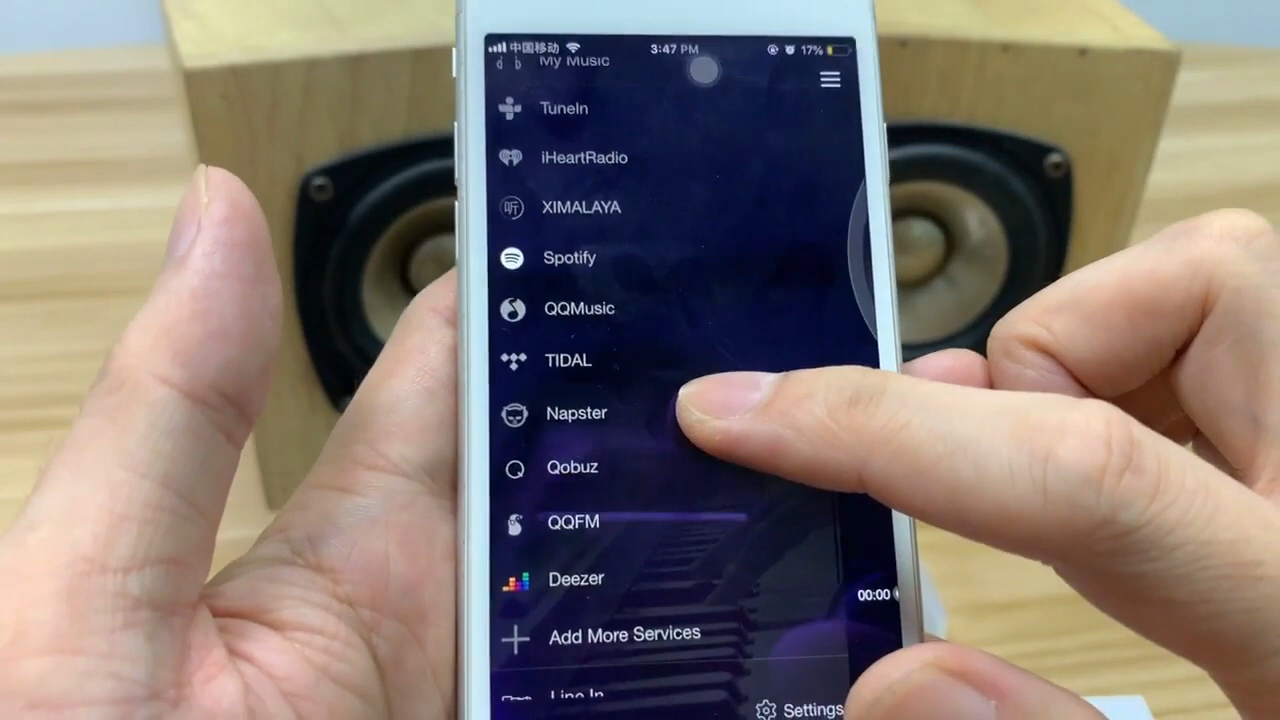 中国移动 3:47 PM 17%
My Music
TuneIn
iHeartRadio
听 XIMALAYA
Spotify
QQMusic
TIDAL
Napster
Qobuz
QQFM
Deezer
00:00
Add More Services
Line In
Settings